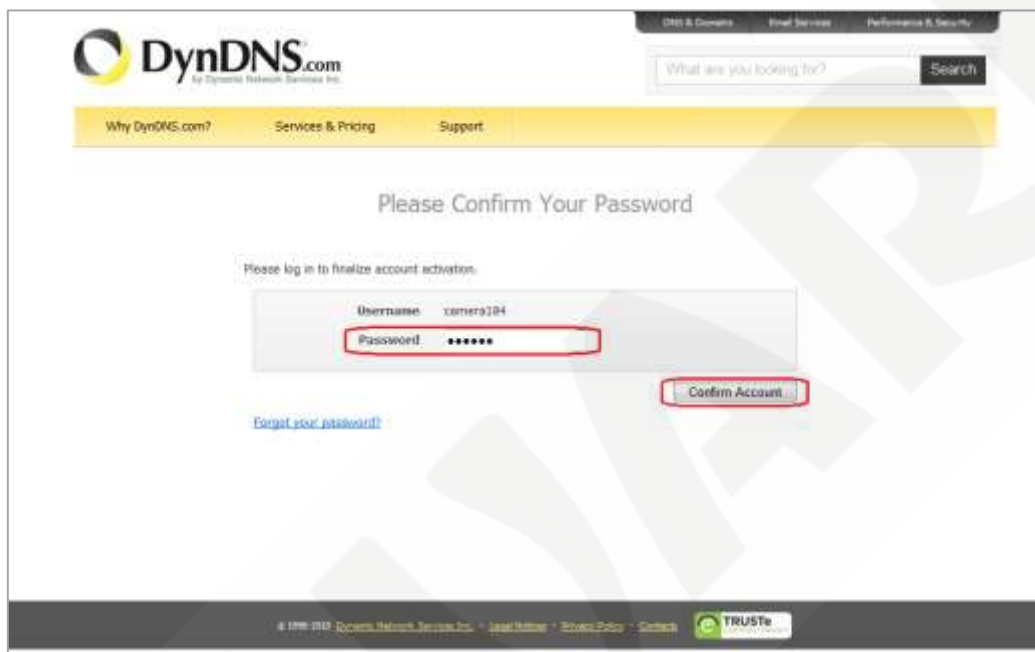 DNS & Domains Email Services Performance & Security
DynDNS.com
by Dynamic Network Services Inc.
What are you looking for?
Search
Why DynDNS.com? Services & Pricing Support
Please Confirm Your Password
Please log in to finalize account activation.
Username camera104
Password ●●●●●●
Confirm Account
Forgot your password?
Dynamic Network Services Inc. - Legal Notices - Privacy Policy - Contacts
TRUSTe